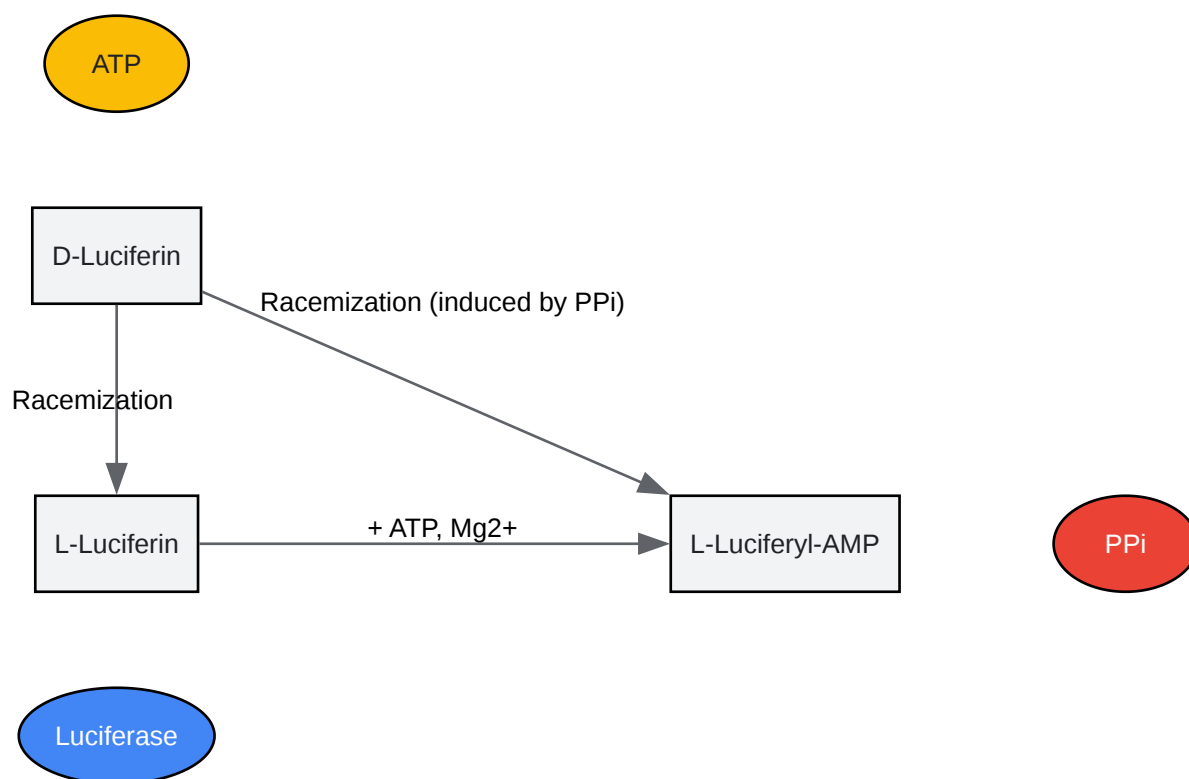 ATP
D-Luciferin
Racemization (induced by PPi)
Racemization
L-Luciferin
+ ATP, Mg2+
L-Luciferyl-AMP
PPi
Luciferase